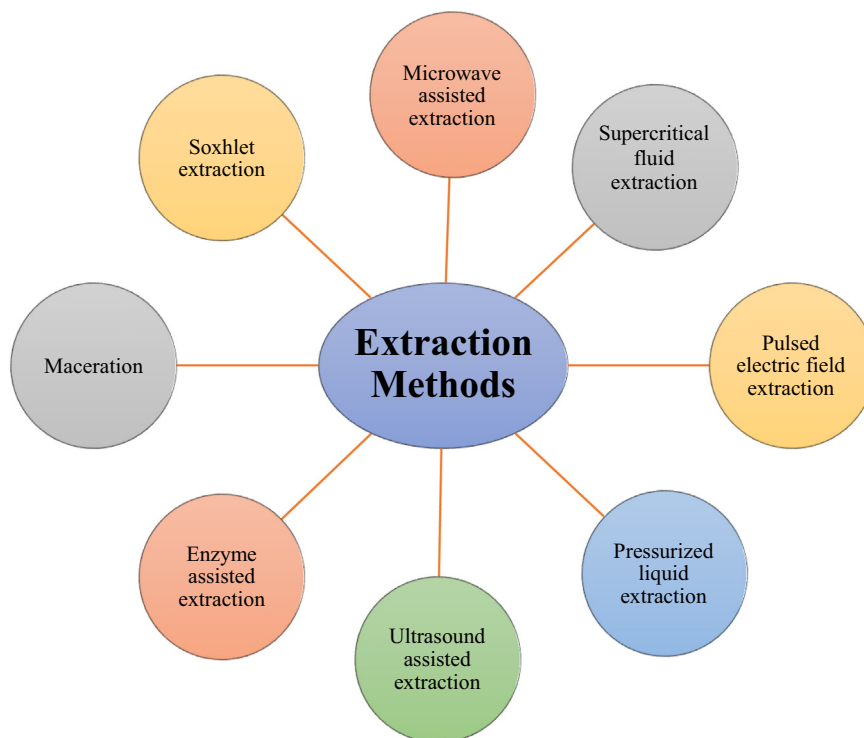 Microwave
assisted
extraction
Supercritical
fluid
extraction
Pulsed
electric field
extraction
Pressurized
liquid
extraction
Ultrasound
assisted
extraction
Enzyme
assisted
extraction
Maceration
Soxhlet
extraction
Extraction
Methods